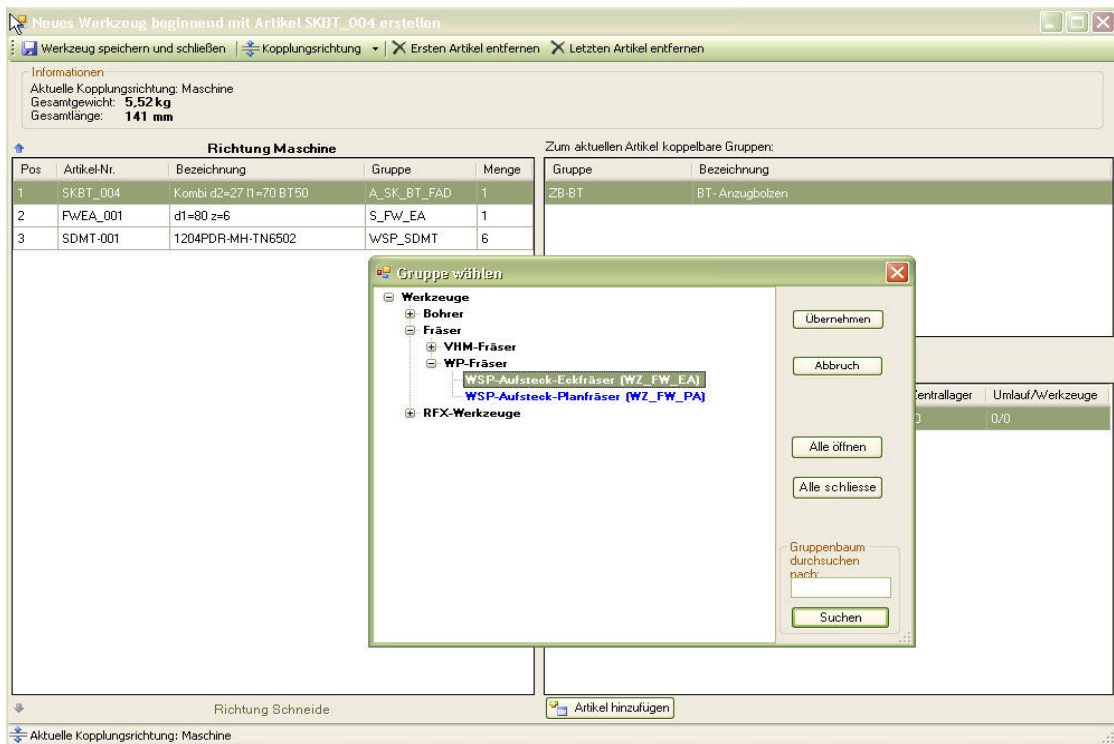 Neues Werkzeug beginnend mit Artikel SKBT_004 erstellen
Werkzeug speichern und schließen Kopplungsrichtung Ersten Artikel entfernen Letzten Artikel entfernen
Informationen
Aktuelle Kopplungsrichtung: Maschine
Gesamtgewicht: 5,52 kg
Gesamtlänge: 141 mm
Richtung Maschine
Pos Artikel-Nr. Bezeichnung Gruppe Menge
1 SKBT_004 Kombi d2=27 l1=70 BT50 A_SK_BT_FAD 1
2 FWEA_001 d1=80 z=6 S_FW_EA 1
3 SDMT-001 1204PDR-MH-TN6502 WSP_SDMT 6
Zum aktuellen Artikel koppelbare Gruppen:
Gruppe Bezeichnung
ZB-BT BT- Anzugbolzen
Gruppe wählen
Werkzeuge
Bohrer
Fräser
VHM-Fräser
WP-Fräser
WSP-Aufsteck-Eckfräser (WZ_FW_EA)
WSP-Aufsteck-Planfräser (WZ_FW_PA)
RFX-Werkzeuge
Übernehmen
Abbruch
Alle öffnen
Alle schliesse
Gruppenbaum
durchsuchen
nach:
Suchen
Zentrallager Umlauf/Werkzeuge
0/0
Richtung Schneide
Artikel hinzufügen
Aktuelle Kopplungsrichtung: Maschine